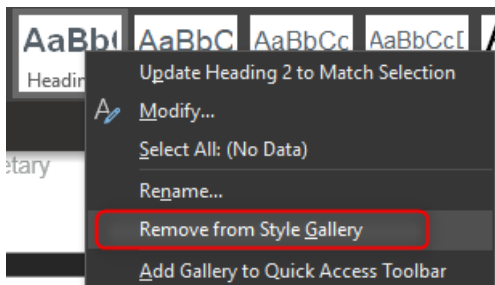 AaBb( AaBbC AaBbCc AaBbCcD
Headin
Update Heading 2 to Match Selection
Modify...
Select All: (No Data)
etary
Rename...
Remove from Style Gallery
Add Gallery to Quick Access Toolbar